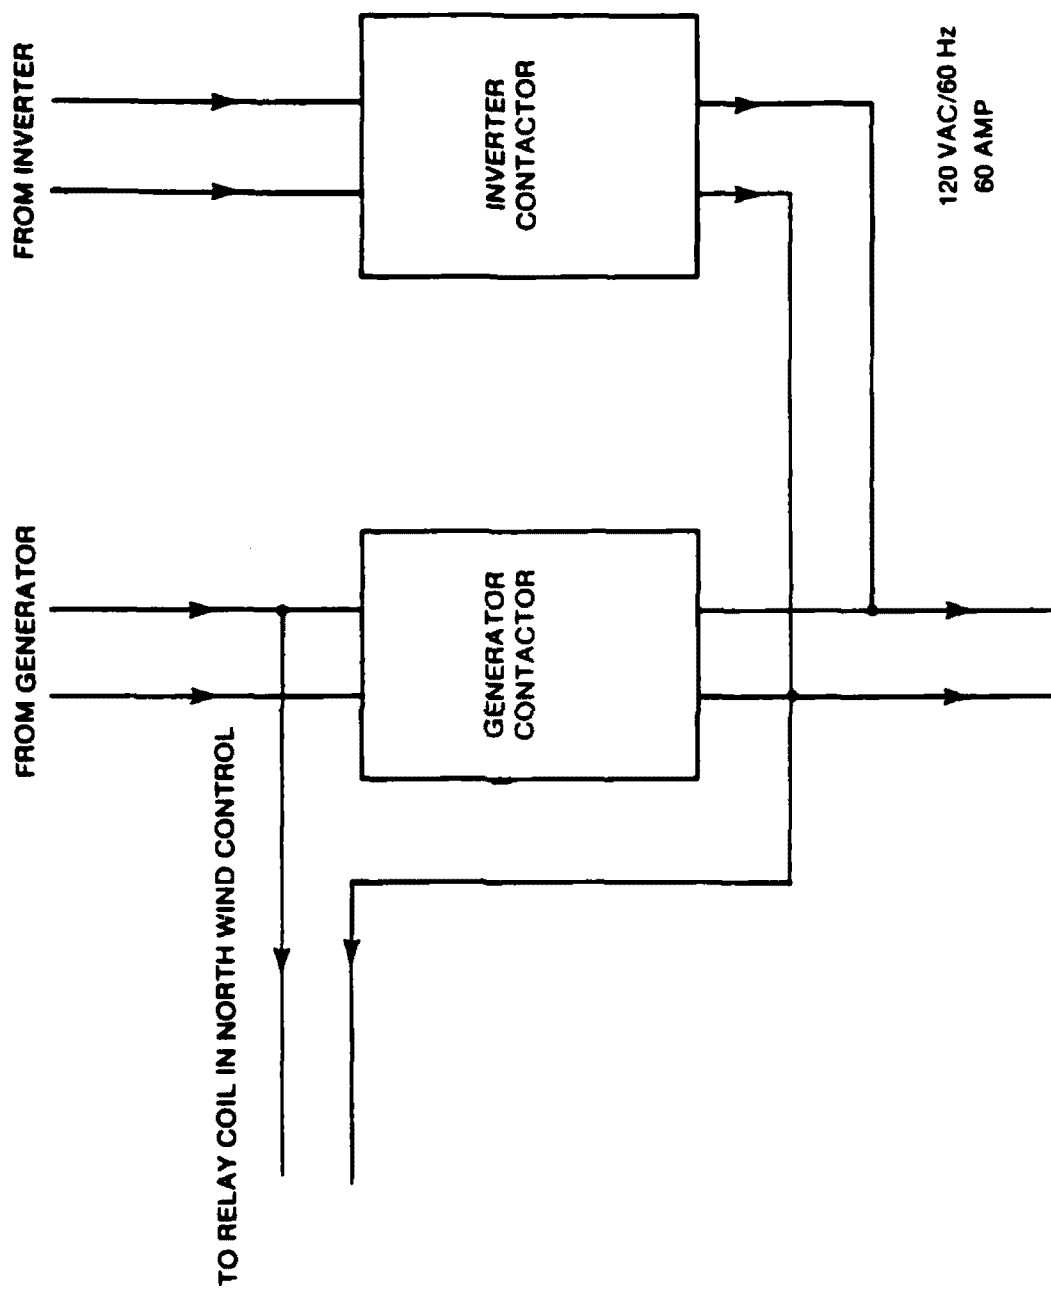 FROM GENERATOR
FROM INVERTER
TO RELAY COIL IN NORTH WIND CONTROL
GENERATOR
CONTACTOR
INVERTER
CONTACTOR
120 VAC/60 Hz
60 AMP